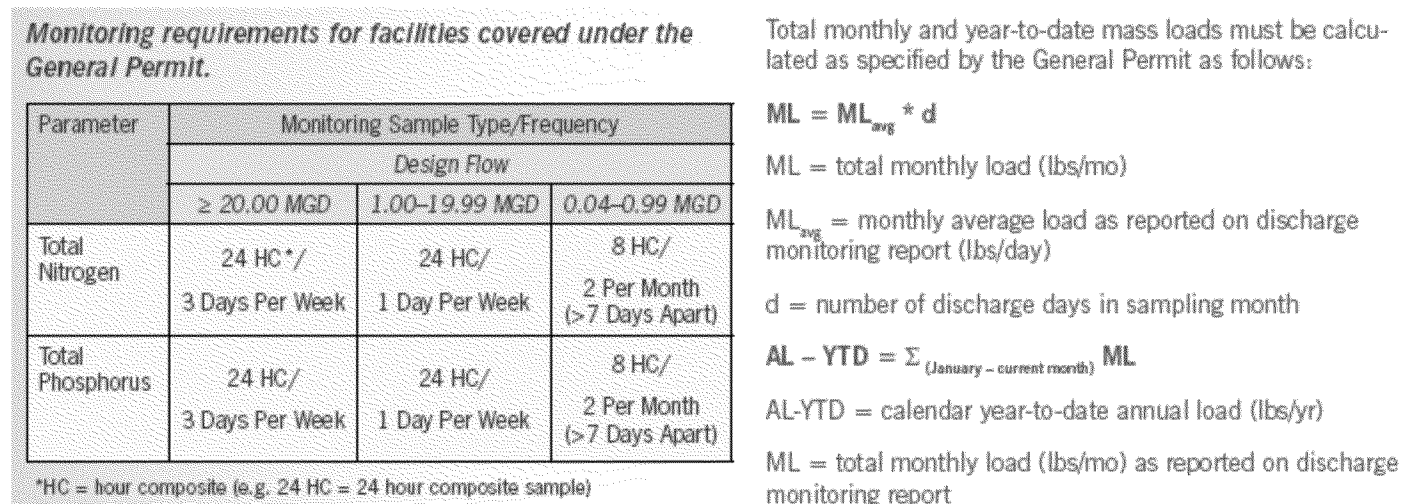 Monitoring requirements for facilities covered under the
General Permit.
Parameter
Monitoring Sample Type/Frequency
Design Flow
≥ 20.00 MGD
1.00–19.99 MGD
0.04–0.99 MGD
Total
Nitrogen
24 HC*/
3 Days Per Week
24 HC/
1 Day Per Week
8 HC/
2 Per Month
(>7 Days Apart)
Total
Phosphorus
24 HC/
3 Days Per Week
24 HC/
1 Day Per Week
8 HC/
2 Per Month
(>7 Days Apart)
*HC = hour composite (e.g. 24 HC = 24 hour composite sample)
Total monthly and year-to-date mass loads must be calcu-
lated as specified by the General Permit as follows:
ML = MLavg * d
ML = total monthly load (lbs/mo)
MLavg = monthly average load as reported on discharge
monitoring report (lbs/day)
d = number of discharge days in sampling month
AL – YTD = Σ (January – current month) ML
AL-YTD = calendar year-to-date annual load (lbs/yr)
ML = total monthly load (lbs/mo) as reported on discharge
monitoring report